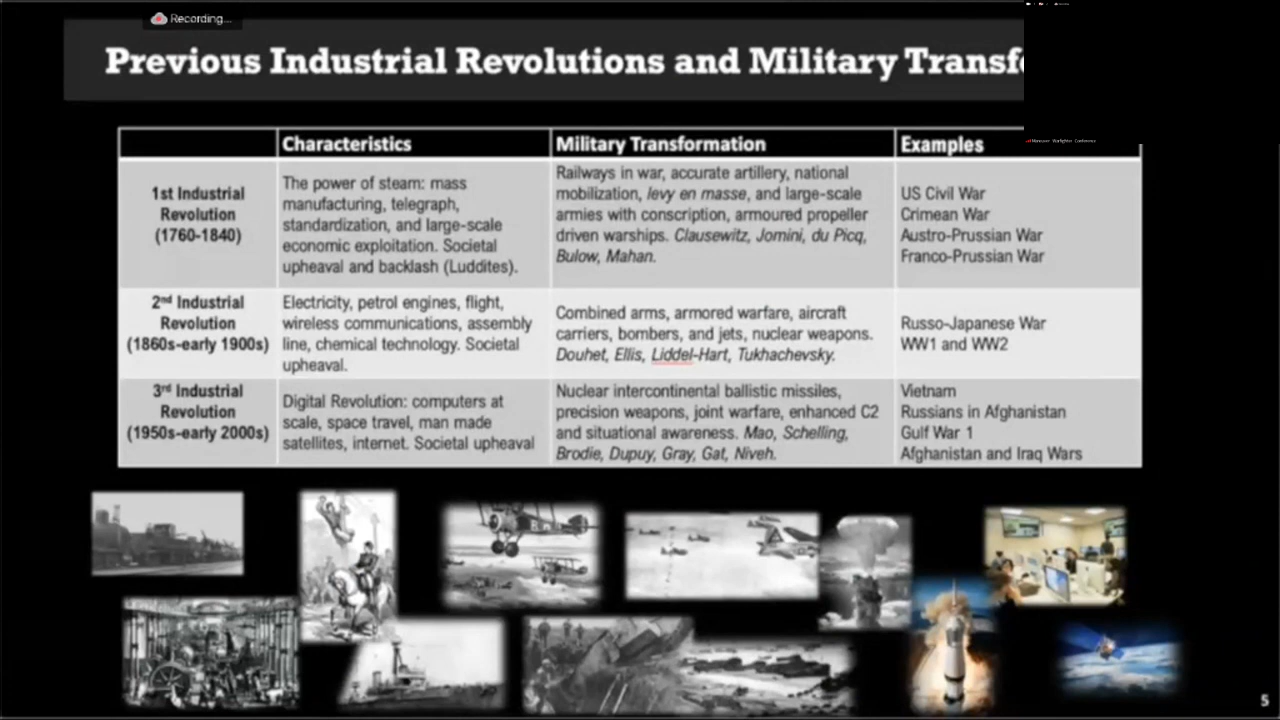 Recording...
Previous Industrial Revolutions and Military Transfo
Characteristics
Military Transformation
Examples
1st Industrial
Revolution
(1760-1840)
The power of steam: mass
manufacturing, telegraph,
standardization, and large-scale
economic exploitation. Societal
upheaval and backlash (Luddites).
Railways in war, accurate artillery, national
mobilization, levy en masse, and large-scale
armies with conscription, armoured propeller
driven warships. Clausewitz, Jomini, du Picq,
Bulow, Mahan.
US Civil War
Crimean War
Austro-Prussian War
Franco-Prussian War
2nd Industrial
Revolution
(1860s-early 1900s)
Electricity, petrol engines, flight,
wireless communications, assembly
line, chemical technology. Societal
upheaval.
Combined arms, armored warfare, aircraft
carriers, bombers, and jets, nuclear weapons.
Douhet, Ellis, Liddel-Hart, Tukhachevsky.
Russo-Japanese War
WW1 and WW2
3rd Industrial
Revolution
(1950s-early 2000s)
Digital Revolution: computers at
scale, space travel, man made
satellites, internet. Societal upheaval
Nuclear intercontinental ballistic missiles,
precision weapons, joint warfare, enhanced C2
and situational awareness. Mao, Schelling,
Brodie, Dupuy, Gray, Gat, Niveh.
Vietnam
Russians in Afghanistan
Gulf War 1
Afghanistan and Iraq Wars
Maneuver Warfighter Conference
5